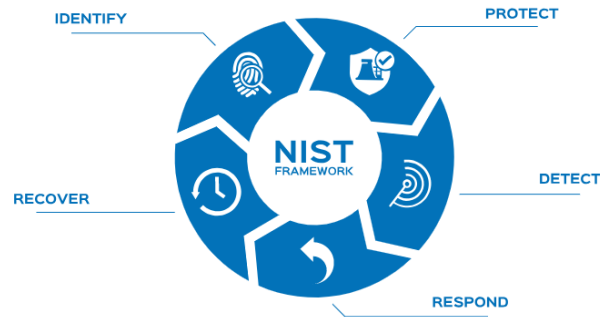 IDENTIFY
PROTECT
NIST
FRAMEWORK
DETECT
RECOVER
RESPOND